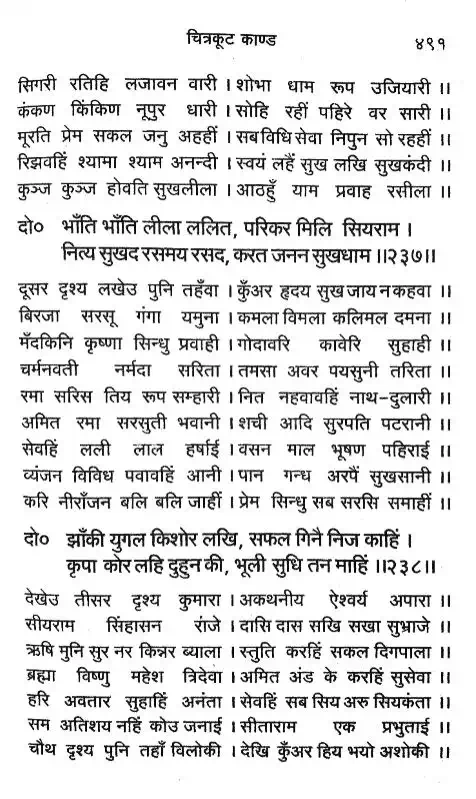 चित्रकूट काण्ड ४९१
सिगरी रतिहि लजावन वारी । शोभा धाम रूप उजियारी ॥
कंकण किंकिण नूपुर धारी । सोहि रहीं पहिरे वर सारी ॥
मूरति प्रेम सकल जनु अहहीं । सब विधि सेवा निपुन सो रहहीं ॥
रिझवहिं श्यामा श्याम अनन्दी । स्वयं लहैं सुख लखि सुखकंदी ॥
कुञ्ज कुञ्ज होवति सुखलीला । आठहुँ याम प्रवाह रसीला ॥
दो० भाँति भाँति लीला ललित, परिकर मिलि सियराम ।
नित्य सुखद रसमय रसद, करत जनन सुखधाम ॥२३७॥
दूसर दृश्य लखेउ पुनि तहँवा । कुँअर हृदय सुख जाय न कहवा ॥
बिरजा सरसू गंगा यमुना । कमला विमला कलिमल दमना ॥
मँदकिनि कृष्णा सिन्धु प्रवाही । गोदावरि कावेरि सुहाही ॥
चर्मनवती नर्मदा सरिता । तमसा अवर पयसुनी तरिता ॥
रमा सरिस तिय रूप सम्हारी । नित नहवावहिं नाथ-दुलारी ॥
अमित रमा सरसुती भवानी । शची आदि सुरपति पटरानी ॥
सेवहिं लली लाल हर्षाई । वसन माल भूषण पहिराई ॥
व्यंजन विविध पवावहिं आनी । पान गन्ध अरपैं सुखसानी ॥
करि नीराँजन बलि बलि जाहीं । प्रेम सिन्धु सब सरसि समाहीं ॥
दो० झाँकी युगल किशोर लखि, सफल गिनै निज काहिं ।
कृपा कोर लहि दुहुन की, भूली सुधि तन माहिं ॥२३८॥
देखेउ तीसर दृश्य कुमारा । अकथनीय ऐश्वर्य अपारा ॥
सीयराम सिंहासन राजे । दासि दास सखि सखा सुभ्राजे ॥
ऋषि मुनि सुर नर किन्नर ब्याला । स्तुति करहिं सकल दिगपाला ॥
ब्रह्मा विष्णु महेश त्रिदेवा । अमित अंड के करहिं सुसेवा ॥
हरि अवतार सुहाहिं अनंता । सेवहिं सब सिय अरु सियकंता ॥
सम अतिशय नहिं कोउ जनाई । सीताराम एक प्रभुताई ॥
चौथ दृश्य पुनि तहाँ विलोकी । देखि कुँअर हिय भयो अशोकी ॥